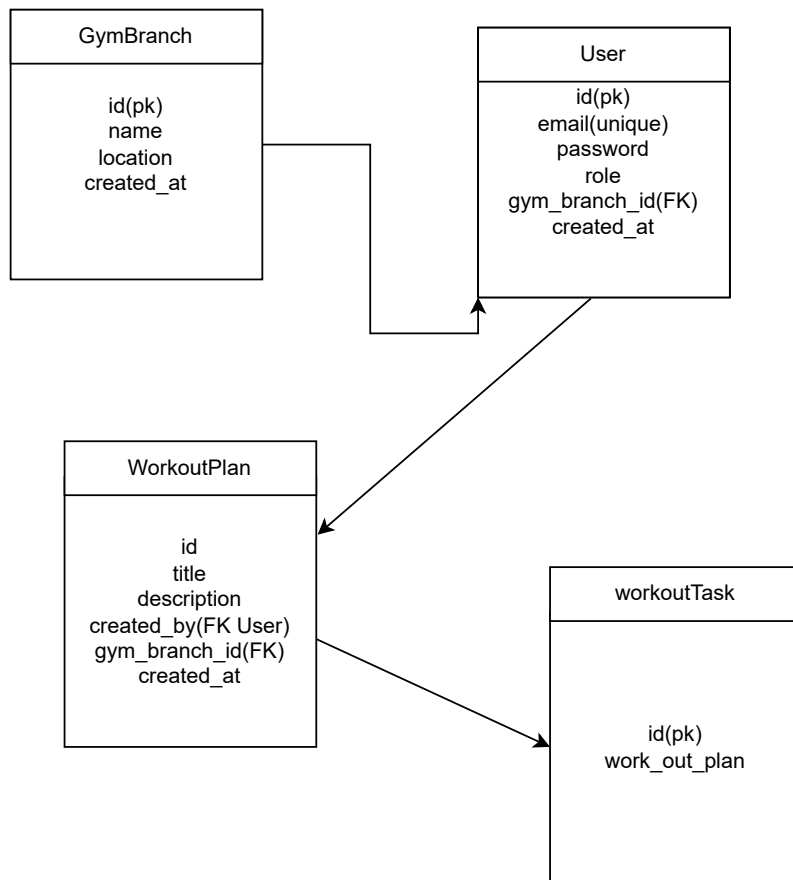 GymBranch
id(pk)
name
location
created_at
User
id(pk)
email(unique)
password
role
gym_branch_id(FK)
created_at
WorkoutPlan
id
title
description
created_by(FK User)
gym_branch_id(FK)
created_at
workoutTask
id(pk)
work_out_plan